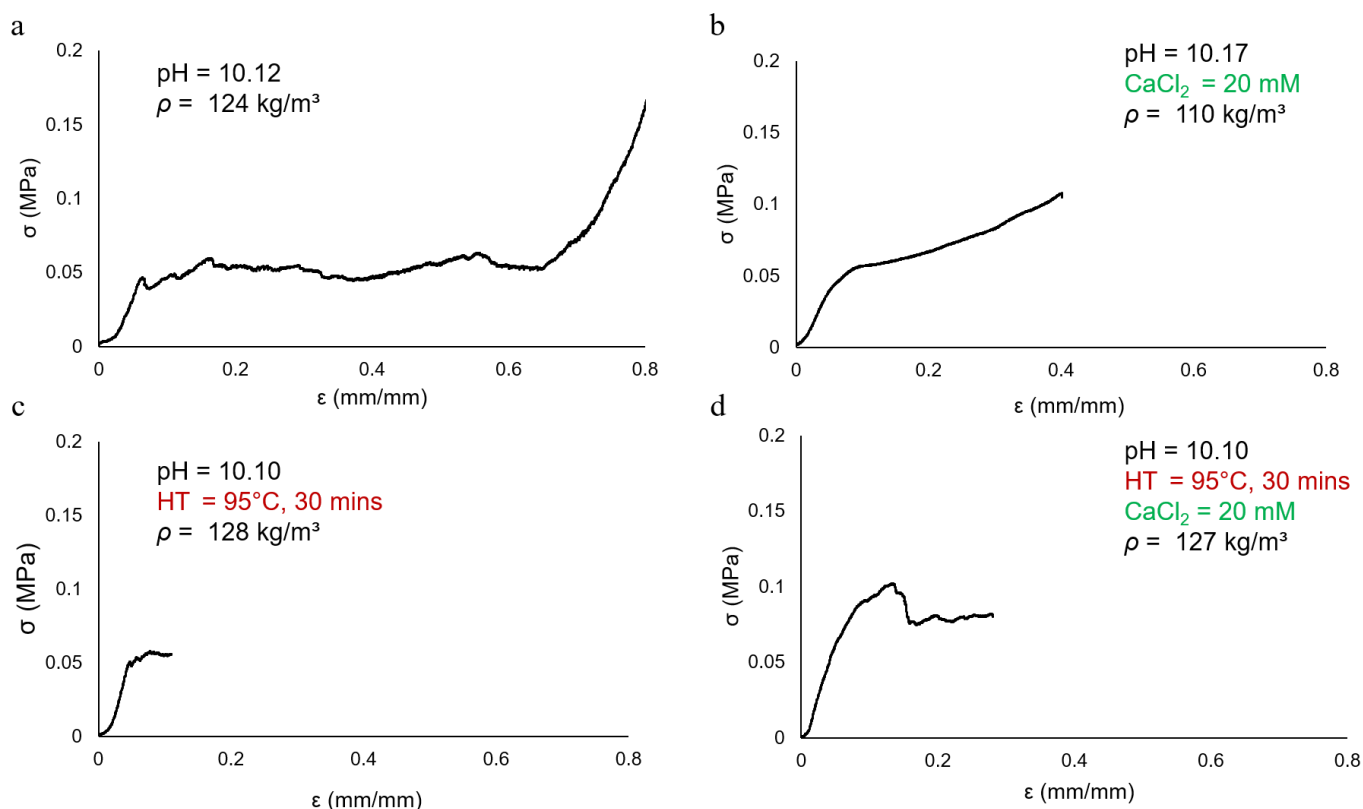 a
0.2
0.15
0.1
0.05
0
σ (MPa)
pH = 10.12
ρ = 124 kg/m³
0
0.2
0.4
0.6
0.8
ε (mm/mm)
b
0.2
0.15
0.1
0.05
0
σ (MPa)
pH = 10.17
CaCl₂ = 20 mM
ρ = 110 kg/m³
0
0.2
0.4
0.6
0.8
ε (mm/mm)
c
0.2
0.15
0.1
0.05
0
σ (MPa)
pH = 10.10
HT = 95°C, 30 mins
ρ = 128 kg/m³
0
0.2
0.4
0.6
0.8
ε (mm/mm)
d
0.2
0.15
0.1
0.05
0
σ (MPa)
pH = 10.10
HT = 95°C, 30 mins
CaCl₂ = 20 mM
ρ = 127 kg/m³
0
0.2
0.4
0.6
0.8
ε (mm/mm)